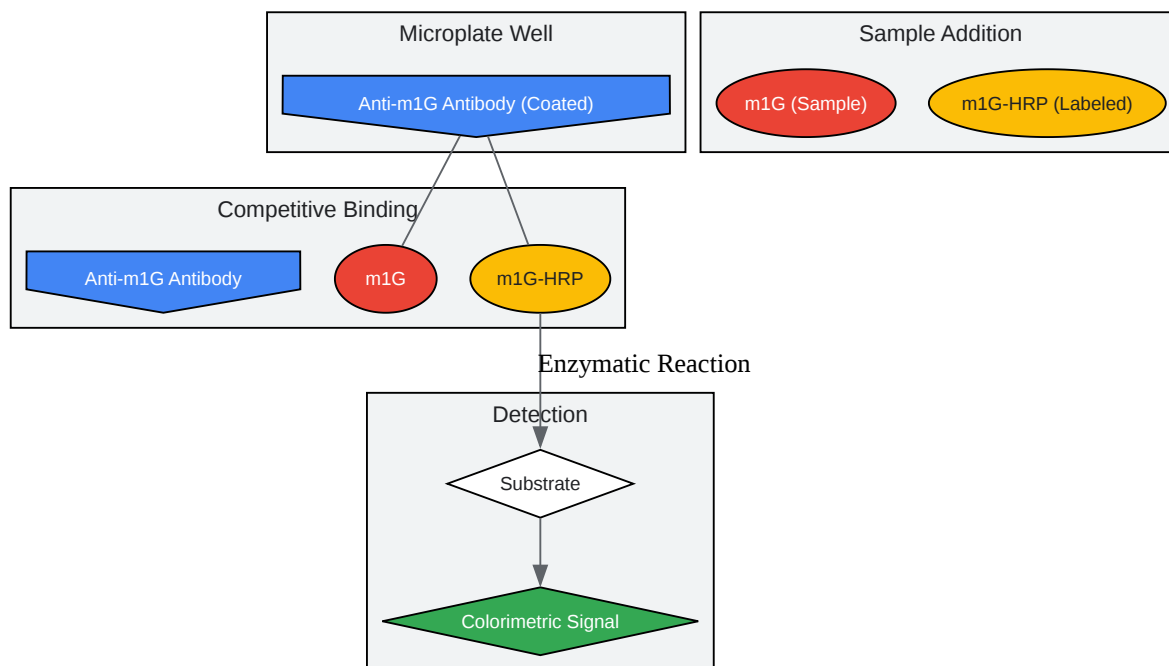 Microplate Well
Anti-m1G Antibody (Coated)
Sample Addition
m1G (Sample)
m1G-HRP (Labeled)
Competitive Binding
Anti-m1G Antibody
m1G
m1G-HRP
Enzymatic Reaction
Detection
Substrate
Colorimetric Signal